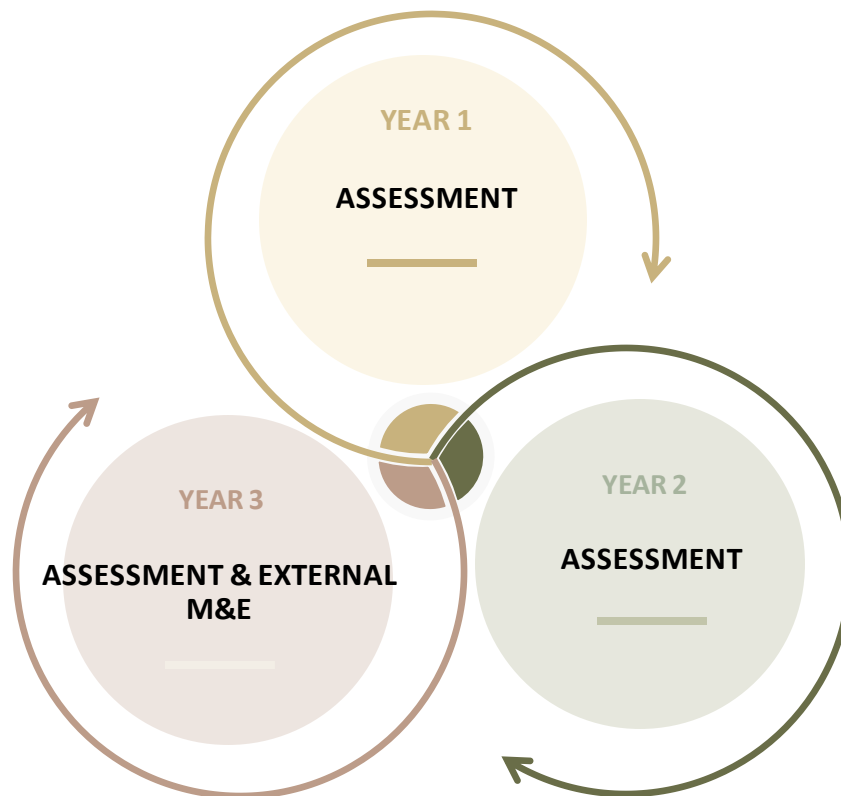 YEAR 1
ASSESSMENT
YEAR 2
ASSESSMENT
YEAR 3
ASSESSMENT & EXTERNAL
M&E